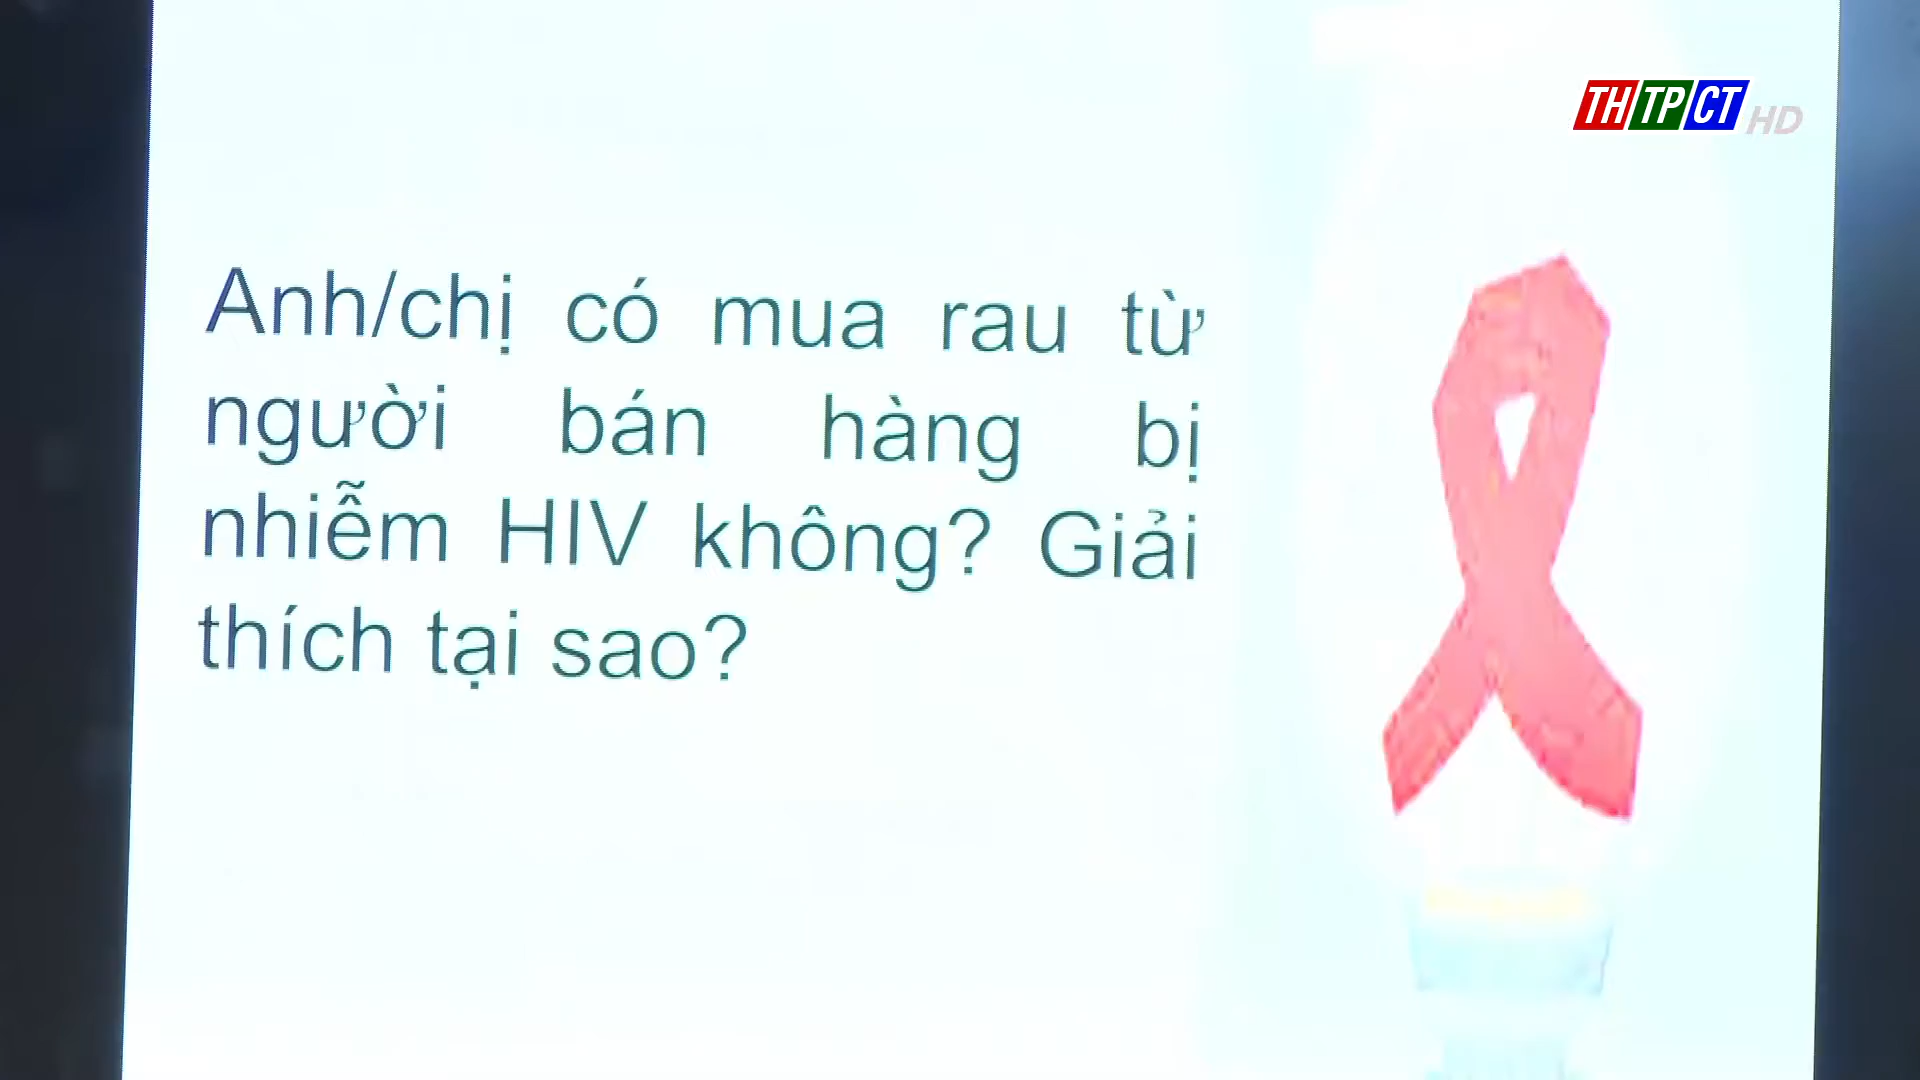 THTPCT HD
Anh/chị có mua rau từ
người bán hàng bị
nhiễm HIV không? Giải
thích tại sao?